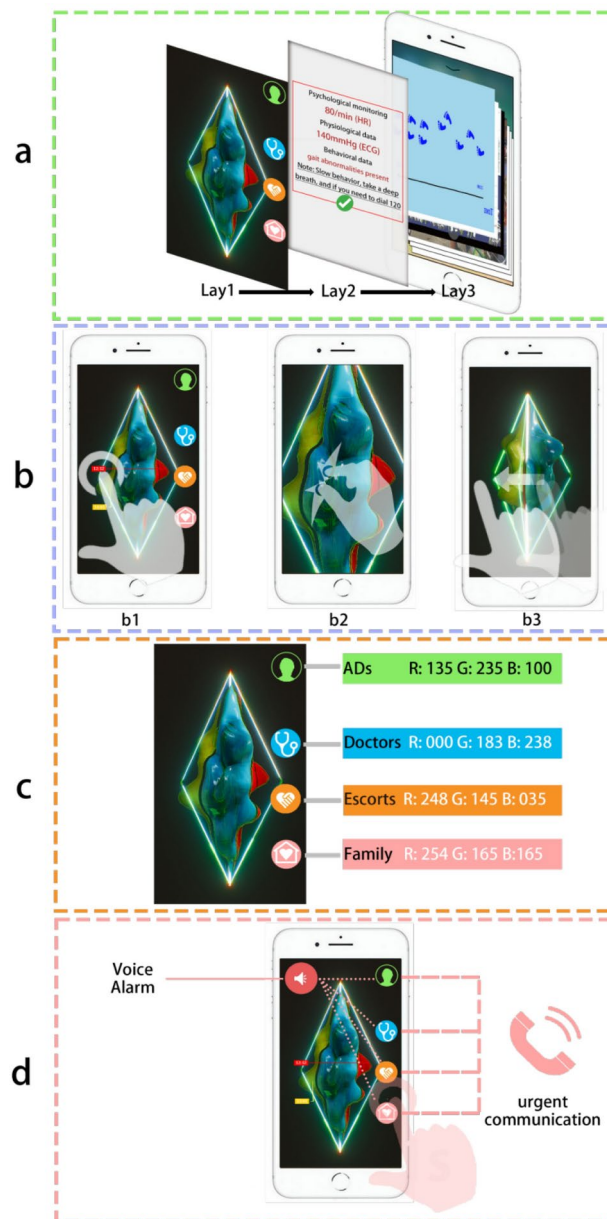 a
Psychological monitoring
80/min (HR)
Physiological data
140mmHg (ECG)
Behavioral data
gait abnormalities present
Note: Slow behavior, take a deep
breath, and if you need to dial 120
Lay1
Lay2
Lay3
b
b1
b2
b3
c
ADs R: 135 G: 235 B: 100
Doctors R: 000 G: 183 B: 238
Escorts R: 248 G: 145 B: 035
Family R: 254 G: 165 B:165
d
Voice
Alarm
urgent
communication
S